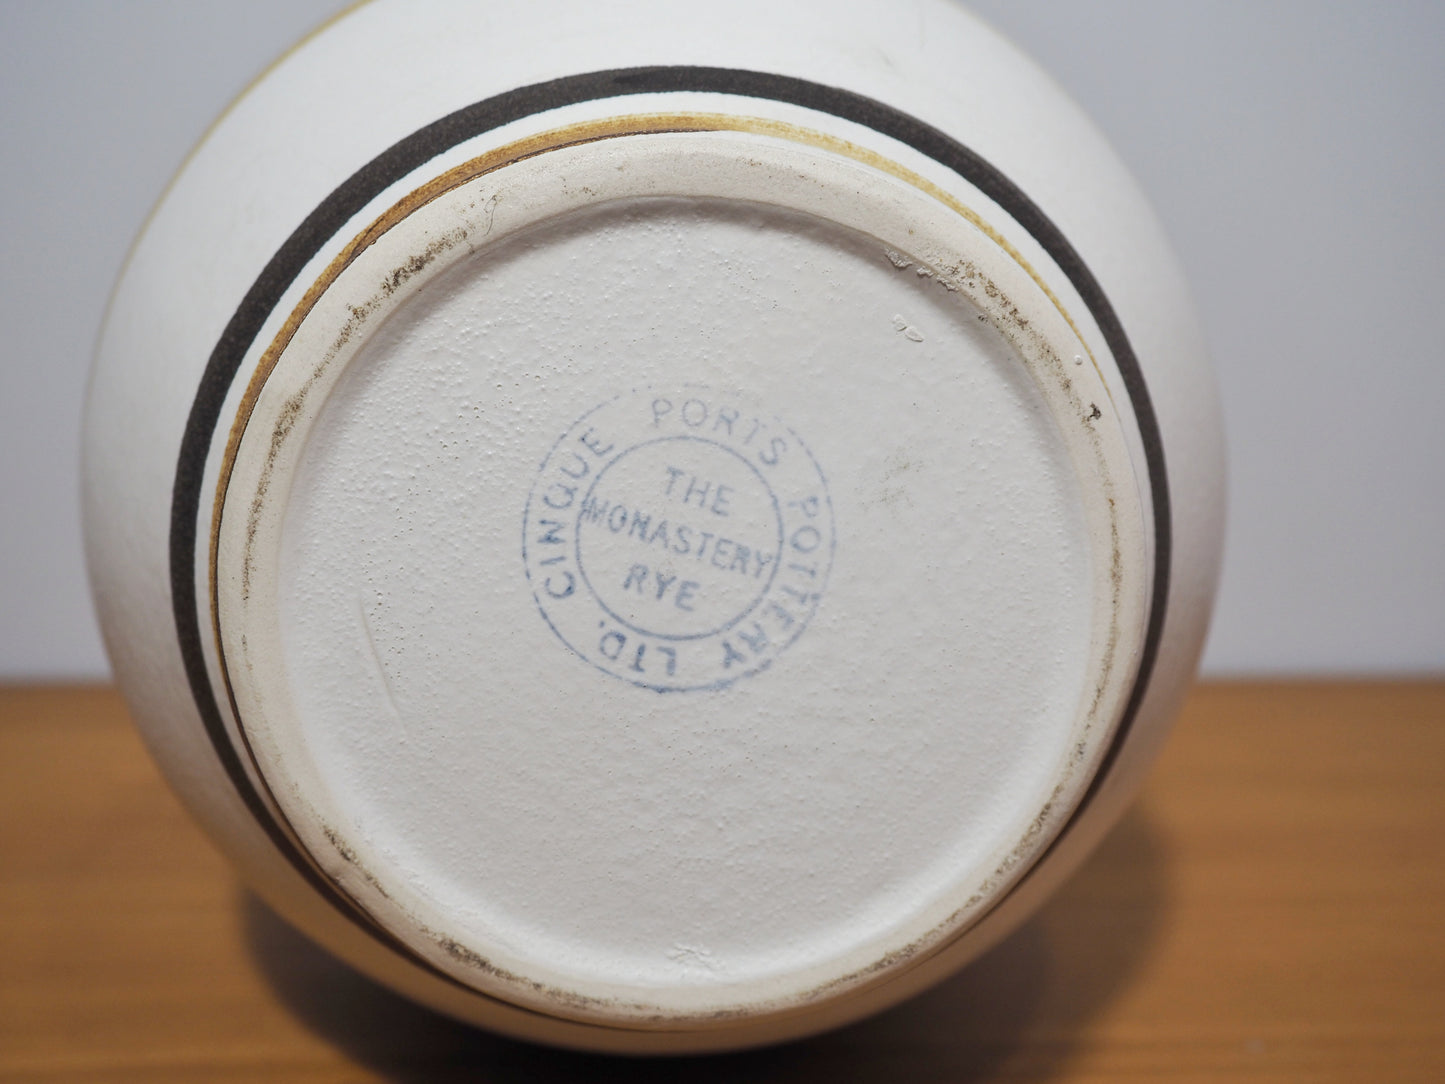 CINQUE PORTS POTTERY LTD.
THE
MONASTERY
RYE